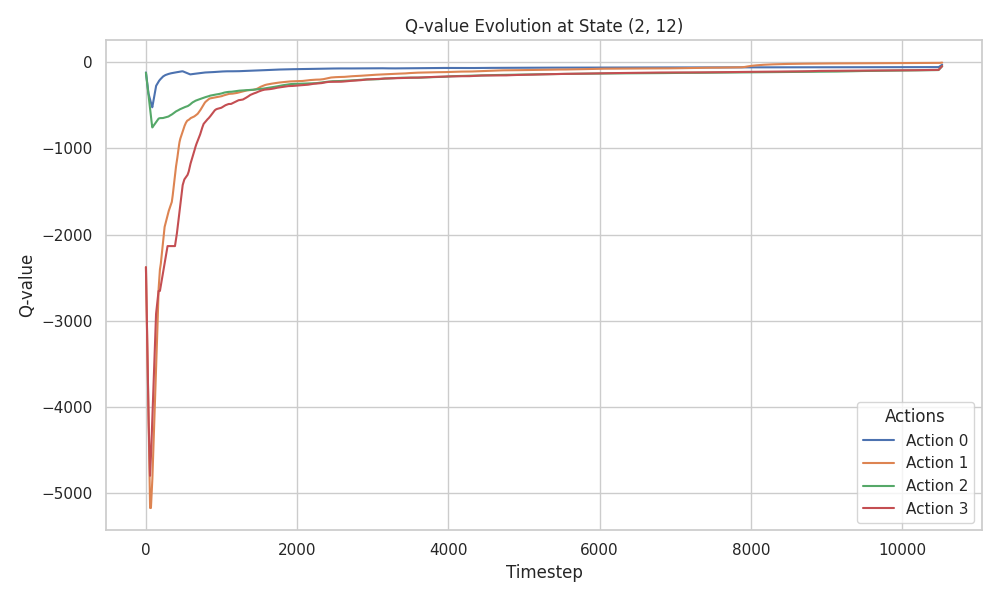 Q-value Evolution at State (2, 12)
Q-value
0
−1000
−2000
−3000
−4000
−5000
0
2000
4000
6000
8000
10000
Timestep
Actions
Action 0
Action 1
Action 2
Action 3